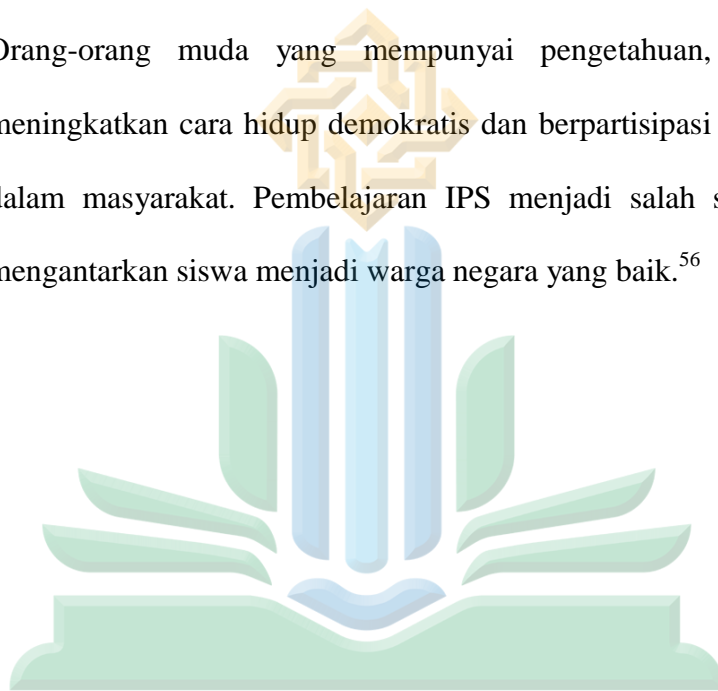 Orang-orang muda yang mempunyai pengetahuan,
meningkatkan cara hidup demokratis dan berpartisipasi
dalam masyarakat. Pembelajaran IPS menjadi salah
mengantarkan siswa menjadi warga negara yang baik.56